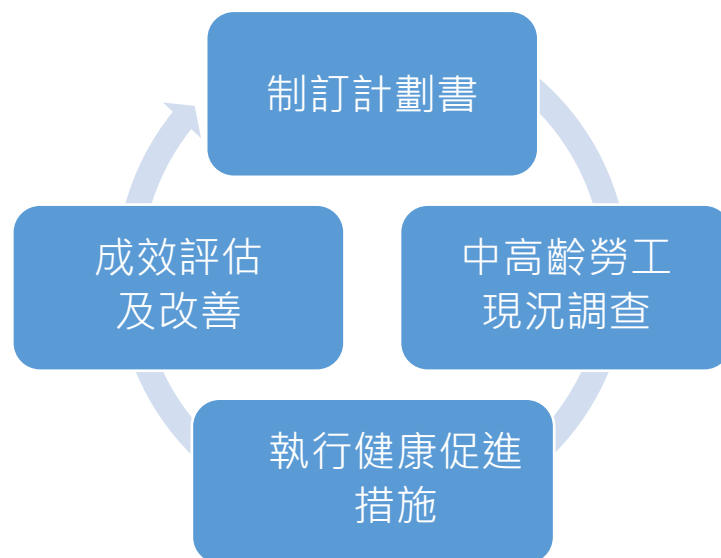 制訂計劃書
中高齡勞工
現況調查
執行健康促進
措施
成效評估
及改善